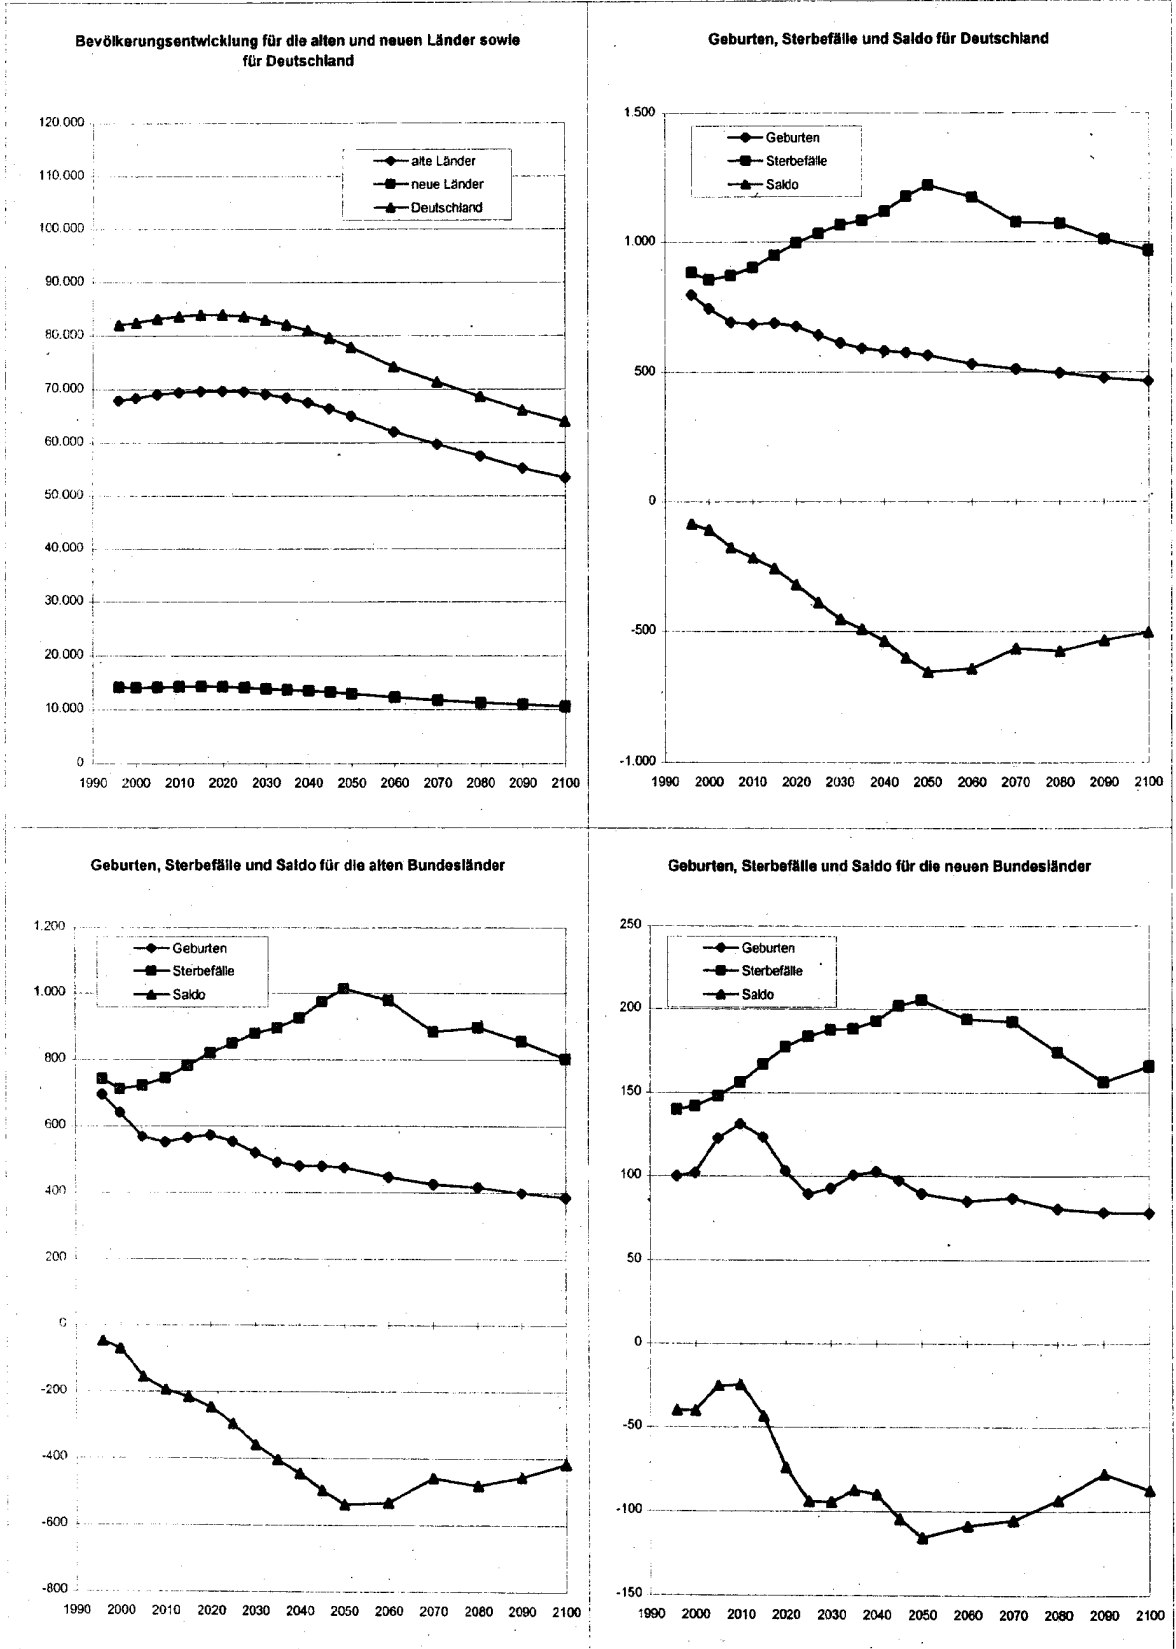 Bevölkerungsentwicklung für die alten und neuen Länder sowie
für Deutschland
120.000
110.000
100.000
90.000
80.000
70.000
60.000
50.000
40.000
30.000
20.000
10.000
0
alte Länder
neue Länder
Deutschland
1990 2000 2010 2020 2030 2040 2050 2060 2070 2080 2090 2100
Geburten, Sterbefälle und Saldo für Deutschland
1.500
1.000
500
0
-500
-1.000
Geburten
Sterbefälle
Saldo
1990 2000 2010 2020 2030 2040 2050 2060 2070 2080 2090 2100
Geburten, Sterbefälle und Saldo für die alten Bundesländer
1.200
1.000
800
600
400
200
0
-200
-400
-600
-800
Geburten
Sterbefälle
Saldo
1990 2000 2010 2020 2030 2040 2050 2060 2070 2080 2090 2100
Geburten, Sterbefälle und Saldo für die neuen Bundesländer
250
200
150
100
50
0
-50
-100
-150
Geburten
Sterbefälle
Saldo
1990 2000 2010 2020 2030 2040 2050 2060 2070 2080 2090 2100